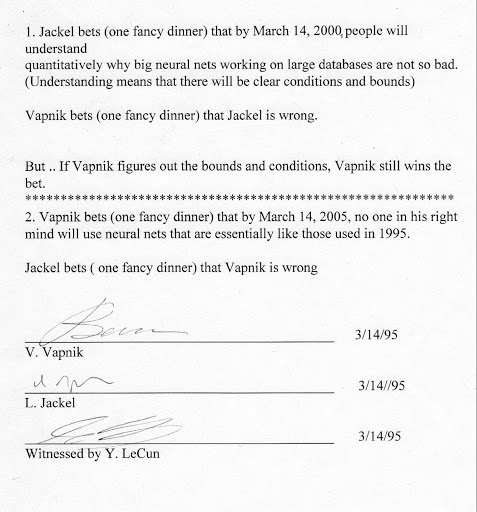 1. Jackel bets (one fancy dinner) that by March 14, 2000, people will
understand
quantitatively why big neural nets working on large databases are not so bad.
(Understanding means that there will be clear conditions and bounds)
Vapnik bets (one fancy dinner) that Jackel is wrong.
But .. If Vapnik figures out the bounds and conditions, Vapnik still wins the
bet.
************************************************************
2. Vapnik bets (one fancy dinner) that by March 14, 2005, no one in his right
mind will use neural nets that are essentially like those used in 1995.
Jackel bets ( one fancy dinner) that Vapnik is wrong
3/14/95
V. Vapnik
3/14//95
L. Jackel
3/14/95
Witnessed by Y. LeCun